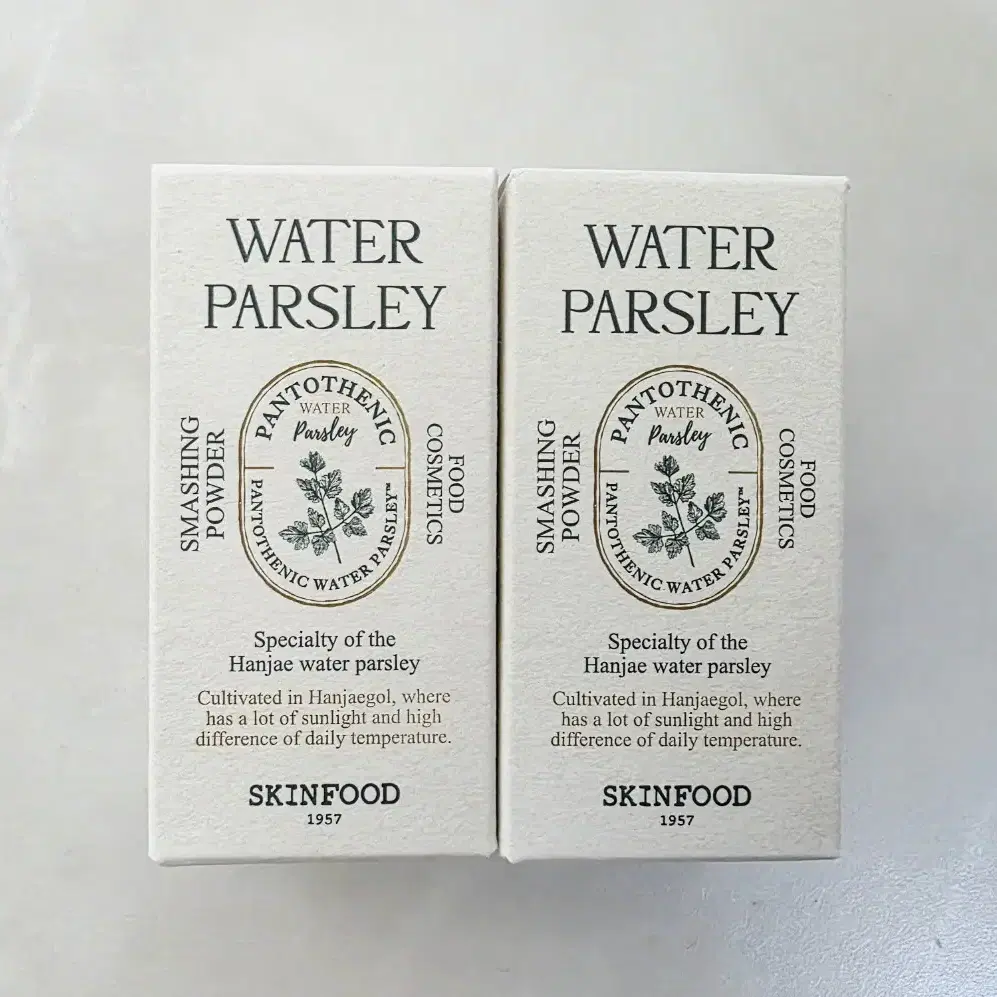 WATER
PARSLEY
PANTOTHENIC
WATER
Parsley
PANTOTHENIC WATER PARSLEY™
SMASHING
POWDER
FOOD
COSMETICS
Specialty of the
Hanjae water parsley
Cultivated in Hanjaegol, where
has a lot of sunlight and high
difference of daily temperature.
SKINFOOD
1957
WATER
PARSLEY
PANTOTHENIC
WATER
Parsley
PANTOTHENIC WATER PARSLEY™
SMASHING
POWDER
FOOD
COSMETICS
Specialty of the
Hanjae water parsley
Cultivated in Hanjaegol, where
has a lot of sunlight and high
difference of daily temperature.
SKINFOOD
1957